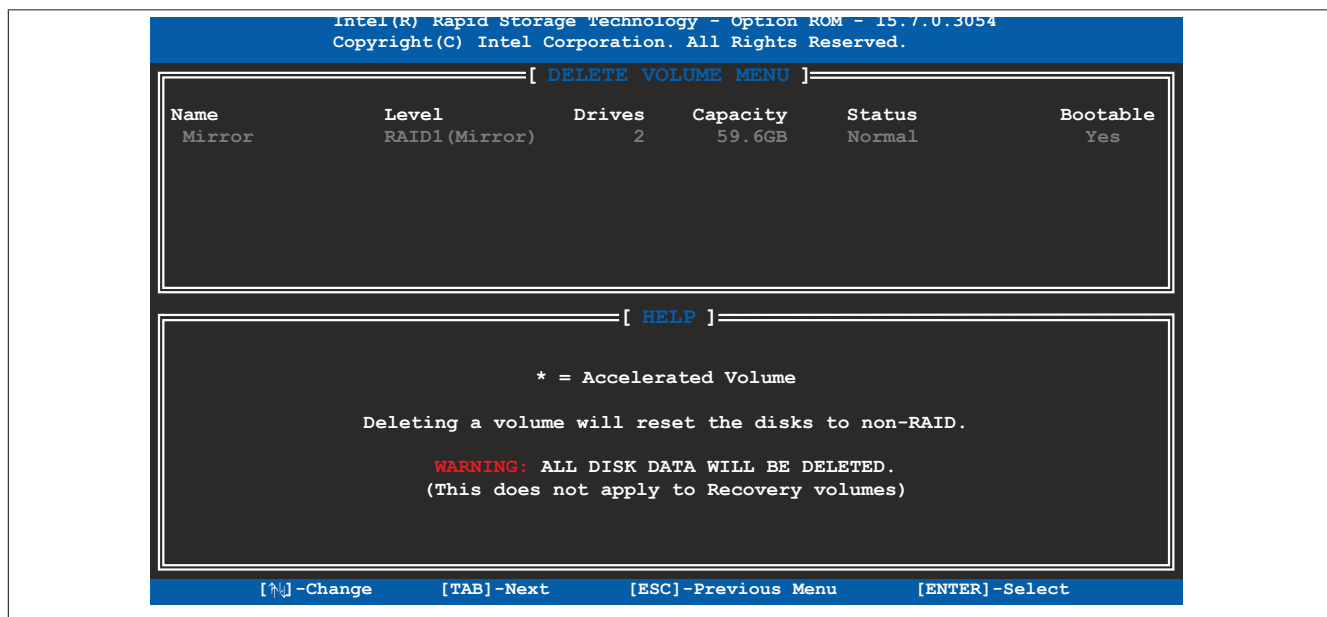 Intel(R) Rapid Storage Technology - Option ROM - 15.7.0.3054
Copyright(C) Intel Corporation. All Rights Reserved.
[ DELETE VOLUME MENU ]
Name Level Drives Capacity Status Bootable
Mirror RAID1(Mirror) 2 59.6GB Normal Yes
[ HELP ]
* = Accelerated Volume
Deleting a volume will reset the disks to non-RAID.
WARNING: ALL DISK DATA WILL BE DELETED.
(This does not apply to Recovery volumes)
[↑↓]-Change [TAB]-Next [ESC]-Previous Menu [ENTER]-Select